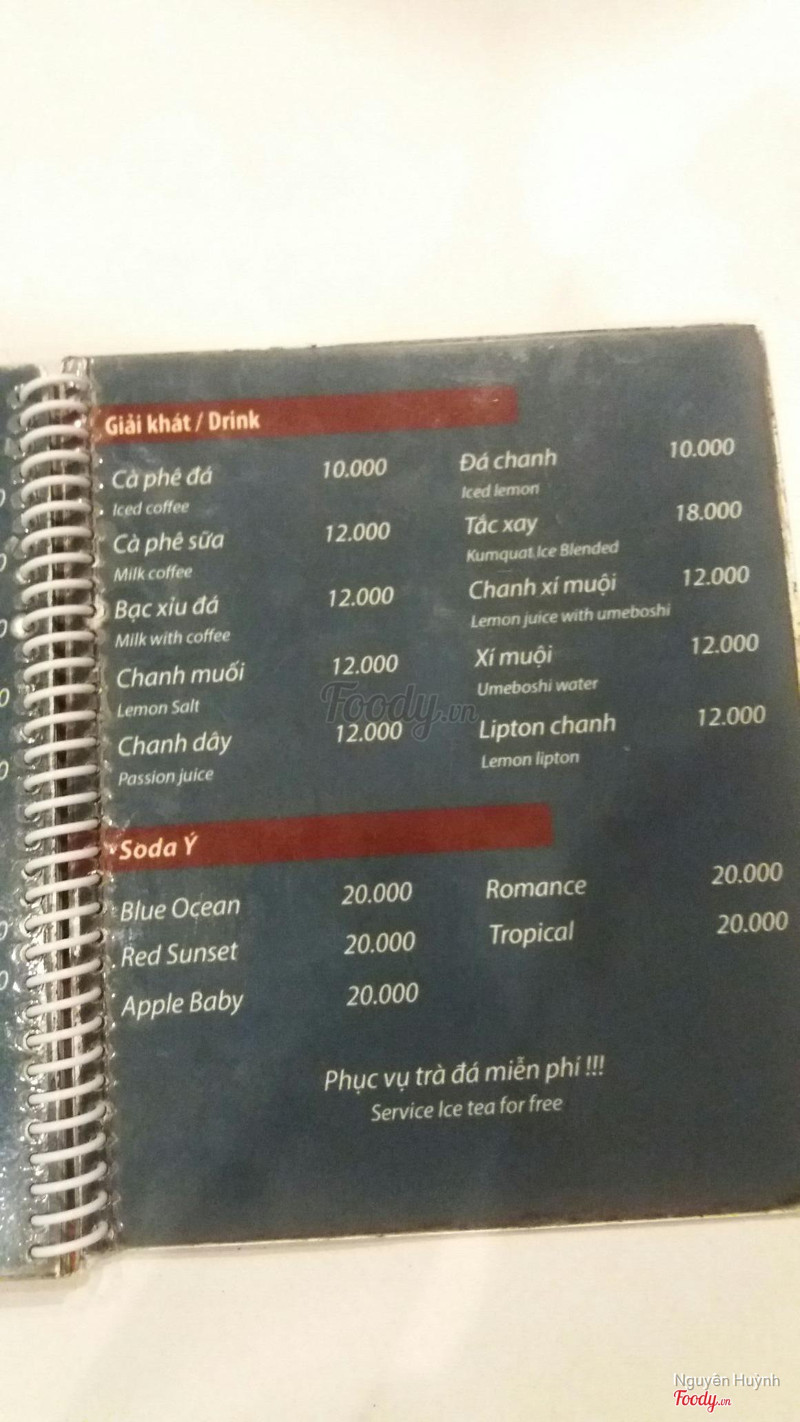 Giải khát / Drink
Cà phê đá 10.000
Iced coffee
Cà phê sữa 12.000
Milk coffee
Bạc xỉu đá 12.000
Milk with coffee
Chanh muối 12.000
Lemon Salt
Chanh dây 12.000
Passion juice
Đá chanh 10.000
Iced lemon
Tắc xay 18.000
Kumquat Ice Blended
Chanh xí muội 12.000
Lemon juice with umeboshi
Xí muội 12.000
Umeboshi water
Lipton chanh 12.000
Lemon lipton
Foody.vn
Soda Ý
Blue Ocean 20.000
Red Sunset 20.000
Apple Baby 20.000
Romance 20.000
Tropical 20.000
Phục vụ trà đá miễn phí !!!
Service Ice tea for free
Nguyễn Huỳnh
Foody.vn